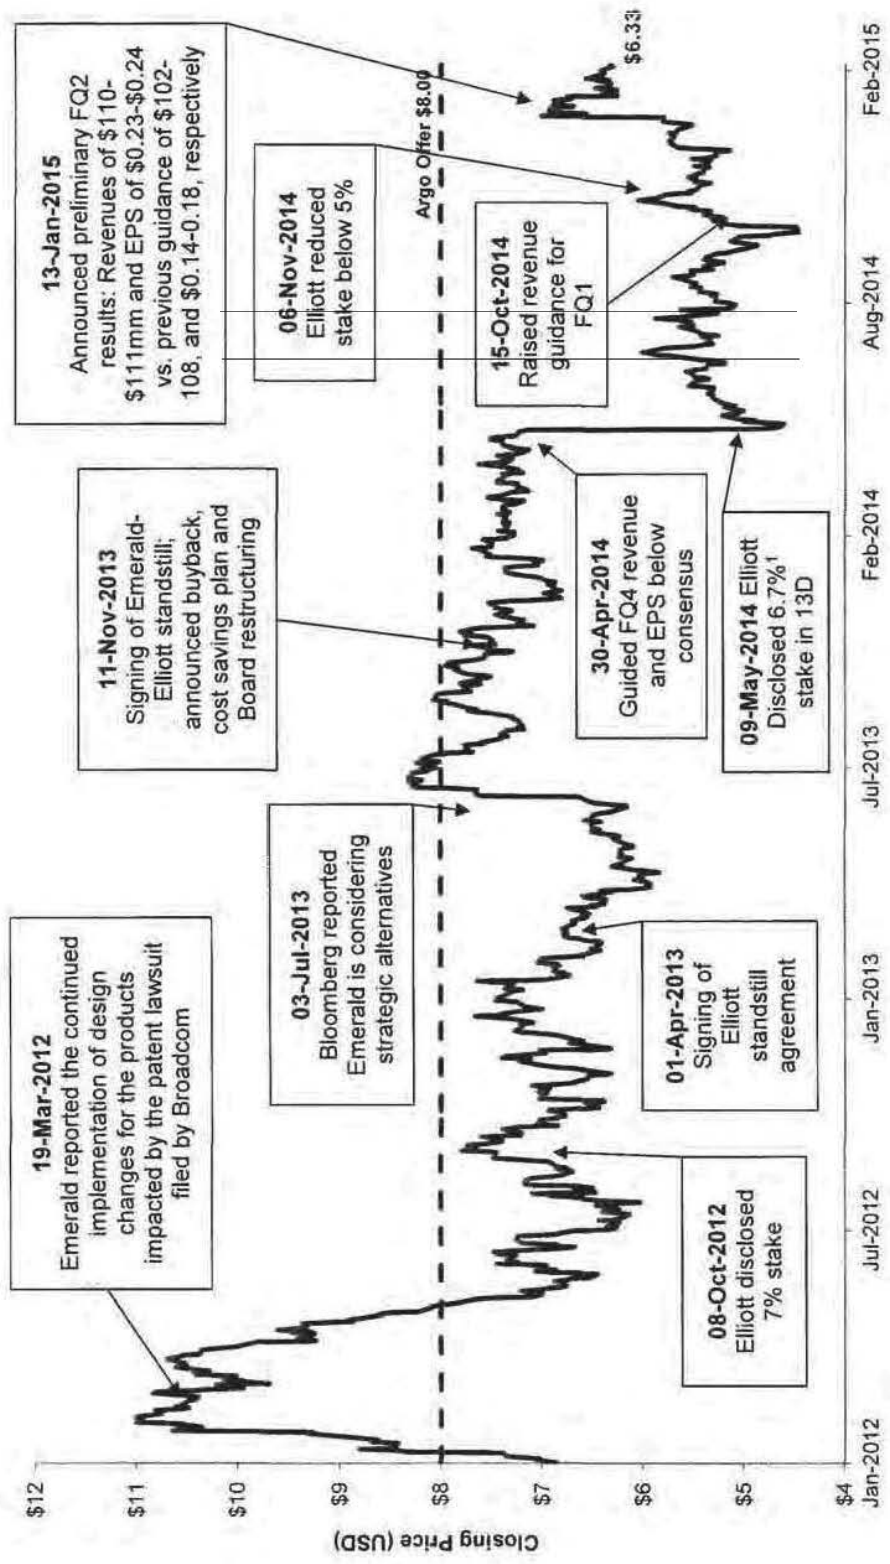 Closing Price (USD)
$12
$11
$10
$9
$8
$7
$6
$5
$4
19-Mar-2012
Emerald reported the continued
implementation of design
changes for the products
impacted by the patent lawsuit
filed by Broadcom
03-Jul-2013
Bloomberg reported
Emerald is considering
strategic alternatives
11-Nov-2013
Signing of Emerald-
Elliott standstill;
announced buyback,
cost savings plan and
Board restructuring
13-Jan-2015
Announced preliminary FQ2
results: Revenues of $110-
$111mm and EPS of $0.23-$0.24
vs. previous guidance of $102-
108, and $0.14-0.18, respectively
06-Nov-2014
Elliott reduced
stake below 5%
Argo Offer $8.00
15-Oct-2014
Raised revenue
guidance for
FQ1
$6.33
08-Oct-2012
Elliott disclosed
7% stake
01-Apr-2013
Signing of
Elliott
standstill
agreement
30-Apr-2014
Guided FQ4 revenue
and EPS below
consensus
09-May-2014 Elliott
Disclosed 6.7%¹
stake in 13D
Jan-2012
Jul-2012
Jan-2013
Jul-2013
Feb-2014
Aug-2014
Feb-2015